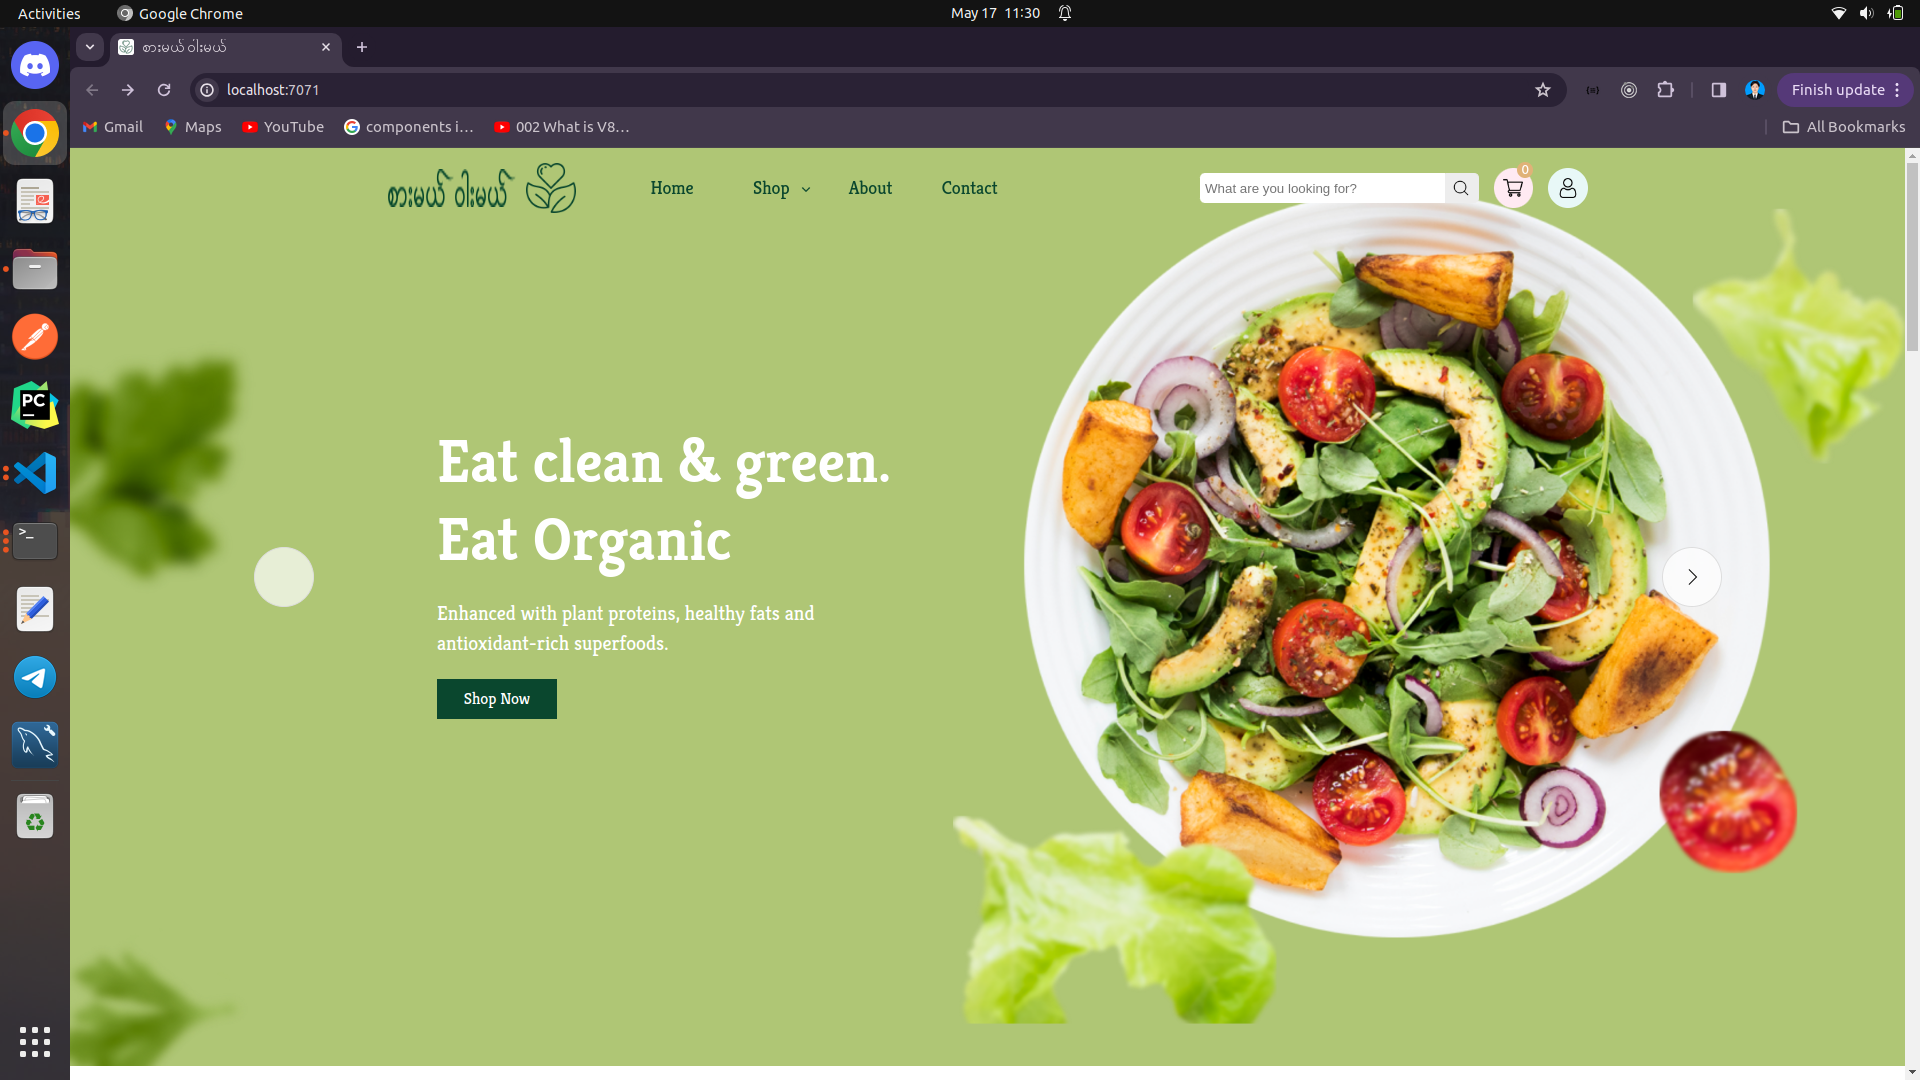 Activities
Google Chrome
May 17 11:30
စားမယ် ဝါးမယ်
localhost:7071
Finish update
Gmail
Maps
YouTube
components i...
002 What is V8...
All Bookmarks
စားမယ် ဝါးမယ်
Home
Shop
About
Contact
What are you looking for?
0
PC
>_
Eat clean & green.
Eat Organic
Enhanced with plant proteins, healthy fats and
antioxidant-rich superfoods.
Shop Now